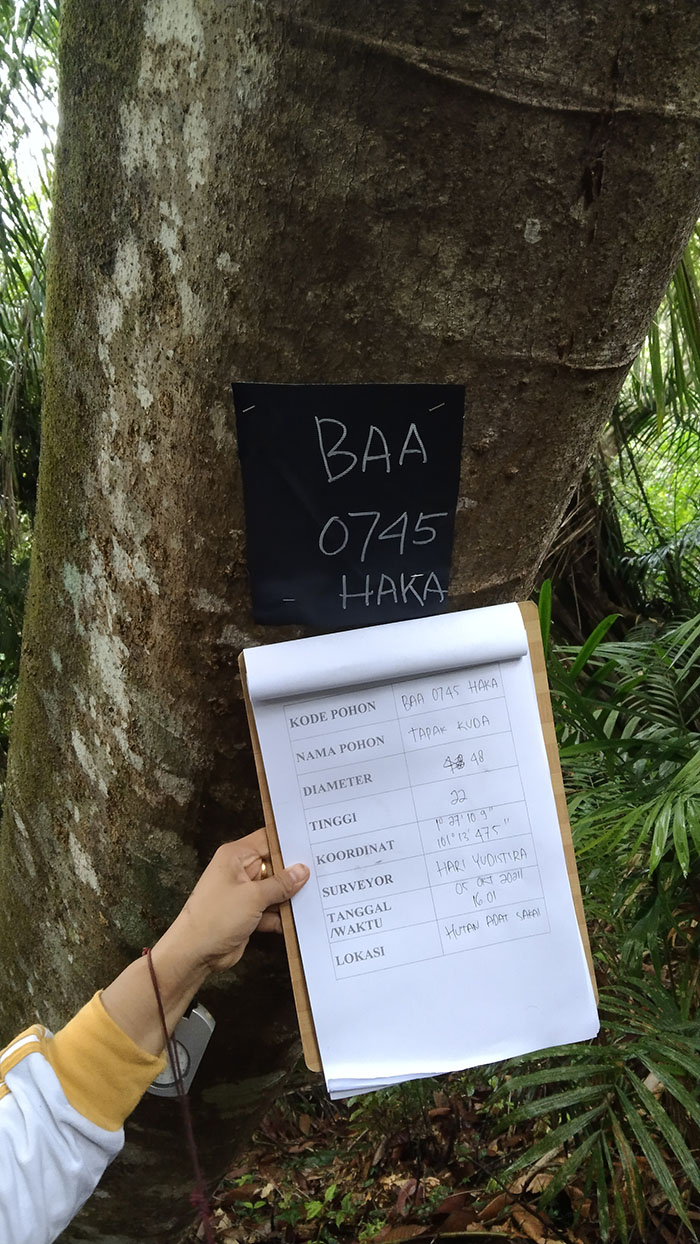 BAA
0745
HAKA
KODE POHON BAA 0745 HAKA
NAMA POHON TAPAK KUDA
DIAMETER 48
TINGGI 22
KOORDINAT 1° 27' 10.9"
101° 13' 47.5"
SURVEYOR HARI YUDISTIRA
TANGGAL 05 OKT
/WAKTU 16.01
LOKASI HUTAN ADAT SAKAI